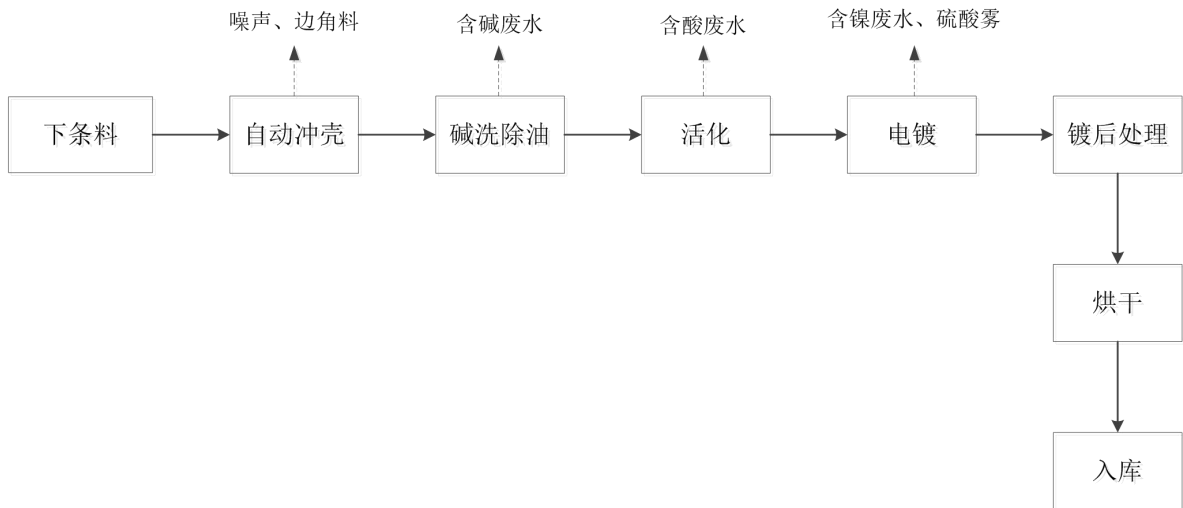 噪声、边角料
含碱废水
含酸废水
含镍废水、硫酸雾
下条料
自动冲壳
碱洗除油
活化
电镀
镀后处理
烘干
入库